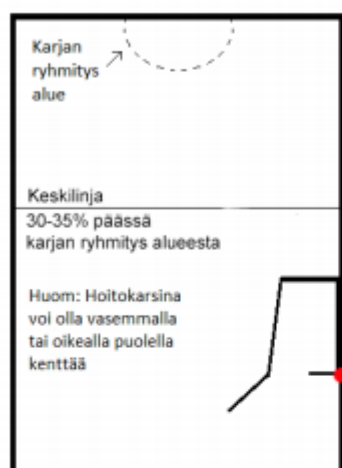 Karjan
ryhmitys
alue
Keskilinja
30-35% päässä
karjan ryhmitys alueesta
Huom: Hoitokarsina
voi olla vasemmalla
tai oikealla puolella
kenttää